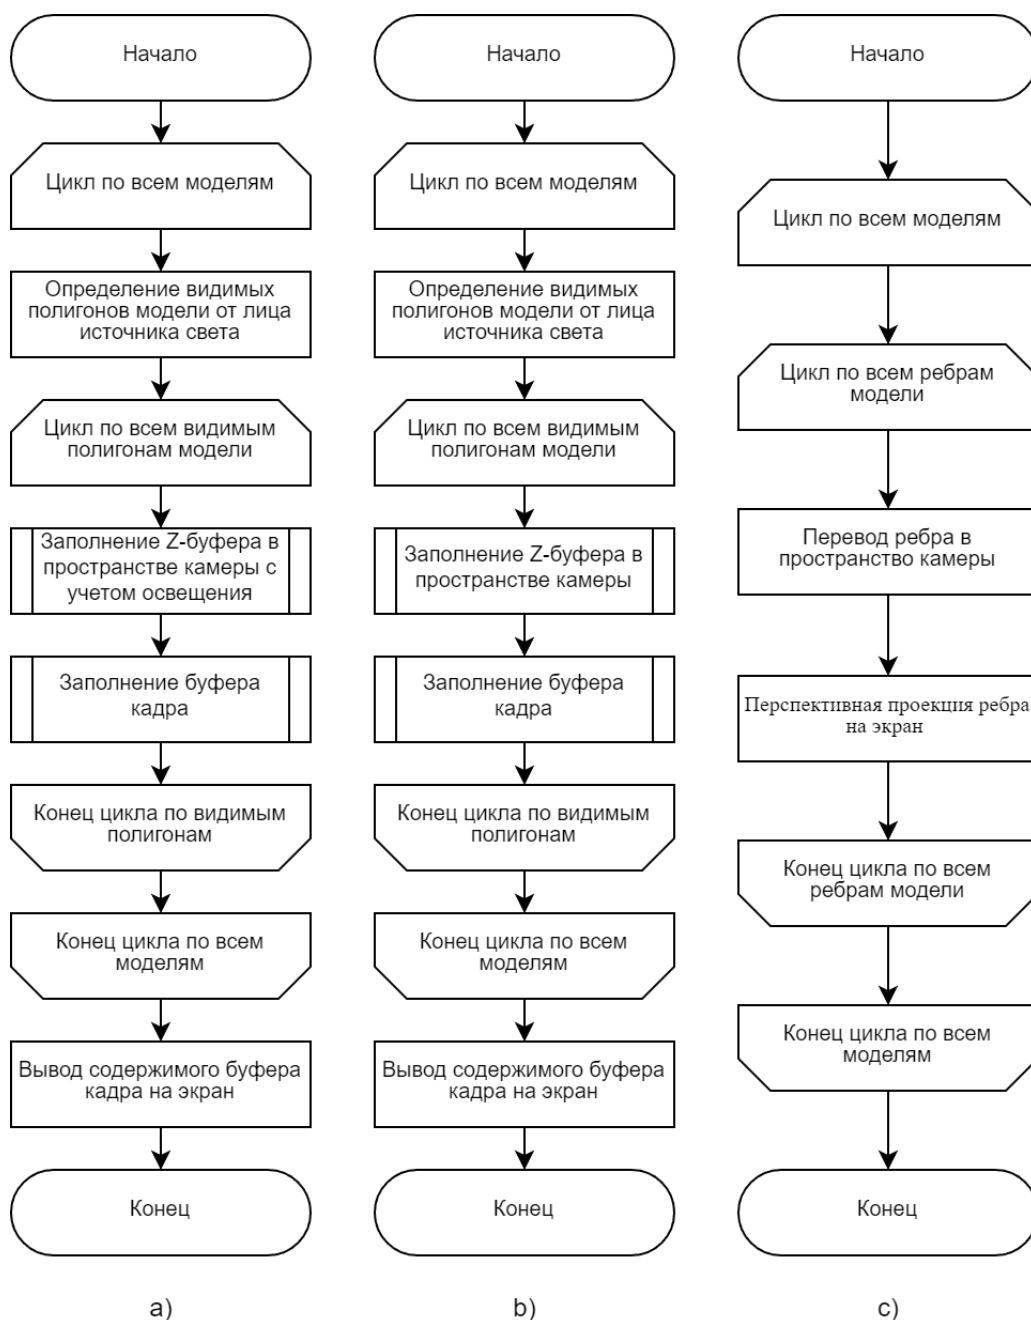 Начало
Цикл по всем моделям
Определение видимых
полигонов модели от лица
источника света
Цикл по всем видимым
полигонам модели
Заполнение Z-буфера в
пространстве камеры с
учетом освещения
Заполнение буфера
кадра
Конец цикла по видимым
полигонам
Конец цикла по всем
моделям
Вывод содержимого буфера
кадра на экран
Конец
a)
Начало
Цикл по всем моделям
Определение видимых
полигонов модели от лица
источника света
Цикл по всем видимым
полигонам модели
Заполнение Z-буфера в
пространстве камеры
Заполнение буфера
кадра
Конец цикла по видимым
полигонам
Конец цикла по всем
моделям
Вывод содержимого буфера
кадра на экран
Конец
b)
Начало
Цикл по всем моделям
Цикл по всем ребрам
модели
Перевод ребра в
пространство камеры
Перспективная проекция ребра
на экран
Конец цикла по всем
ребрам модели
Конец цикла по всем
моделям
Конец
c)